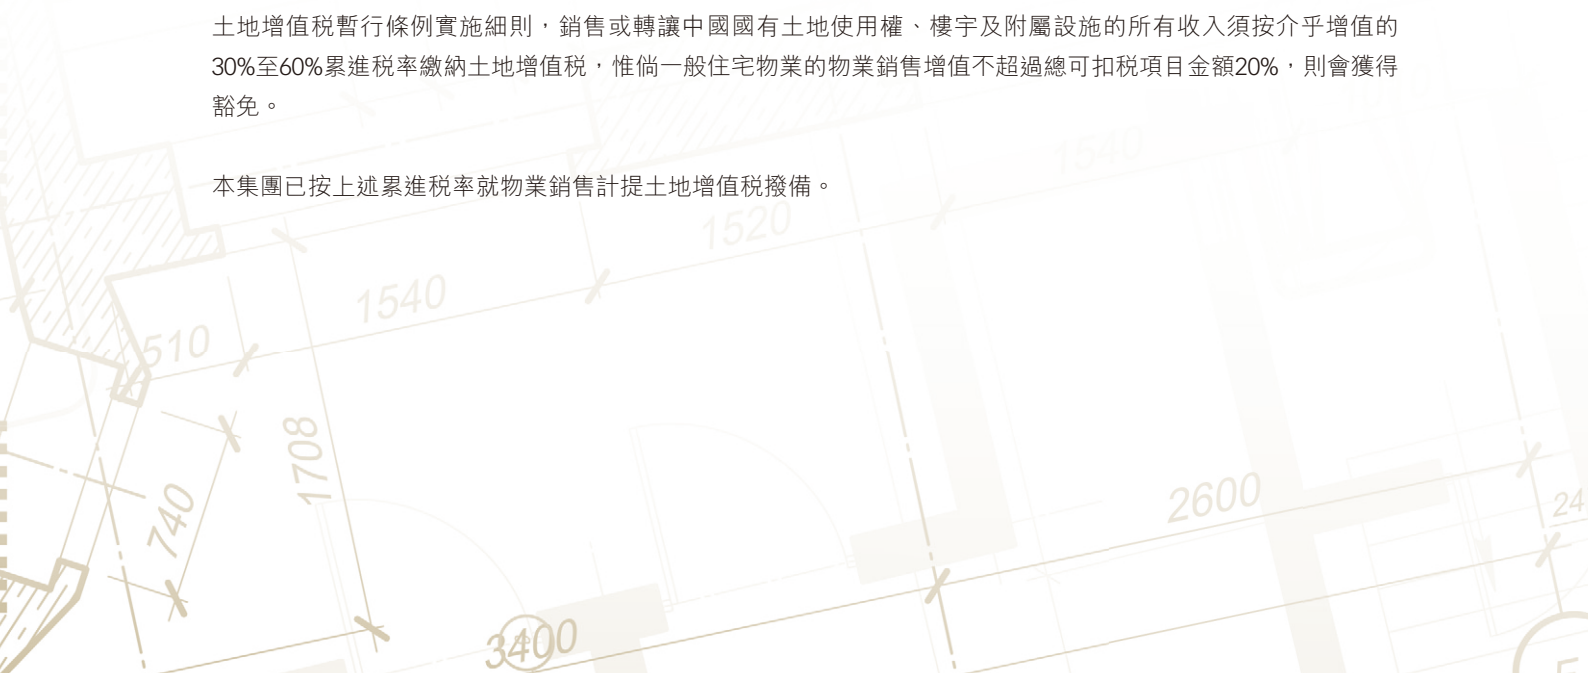 土地增值稅暫行條例實施細則，銷售或轉讓中國國有土地使用權、樓宇及附屬設施的所有收入須按介乎增值的
30%至60%累進稅率繳納土地增值稅，惟倘一般住宅物業的物業銷售增值不超過總可扣稅項目金額20%，則會獲得
豁免。
本集團已按上述累進稅率就物業銷售計提土地增值稅撥備。
1540
1520
1540
510
1708
740
2600
24
3400